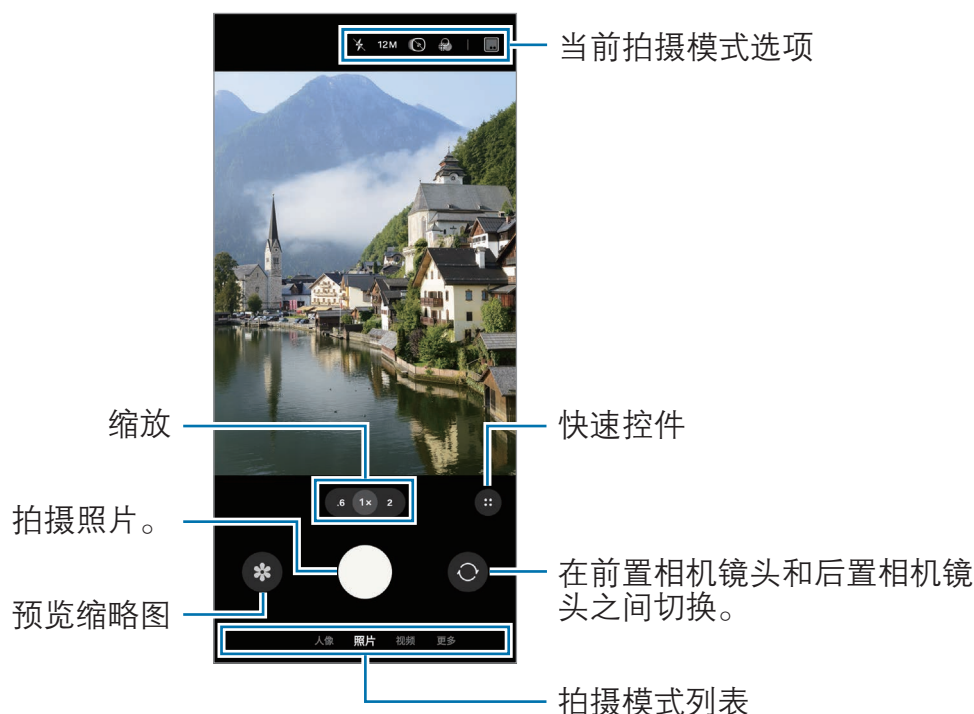 12M
当前拍摄模式选项
缩放
快速控件
.6 1× 2
拍摄照片。
在前置相机镜头和后置相机镜
头之间切换。
预览缩略图
人像 照片 视频 更多
拍摄模式列表